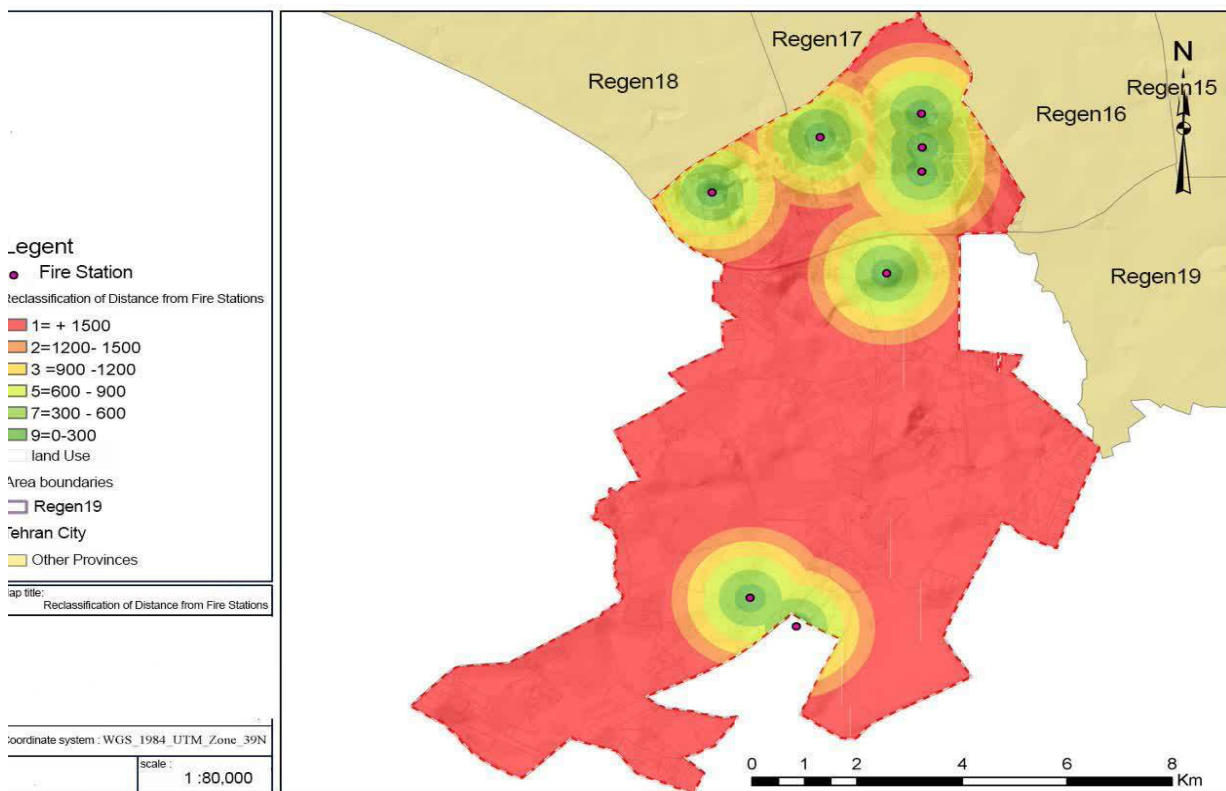 Legent
Fire Station
Reclassification of Distance from Fire Stations
1= + 1500
2=1200- 1500
3 =900 -1200
5=600 - 900
7=300 - 600
9=0-300
land Use
Area boundaries
Regen19
Tehran City
Other Provinces
Map title:
Reclassification of Distance from Fire Stations
Coordinate system : WGS_1984_UTM_Zone_39N
scale :
1 :80,000
Regen17
Regen18
N
Regen15
Regen16
Regen19
0 1 2 4 6 8
Km